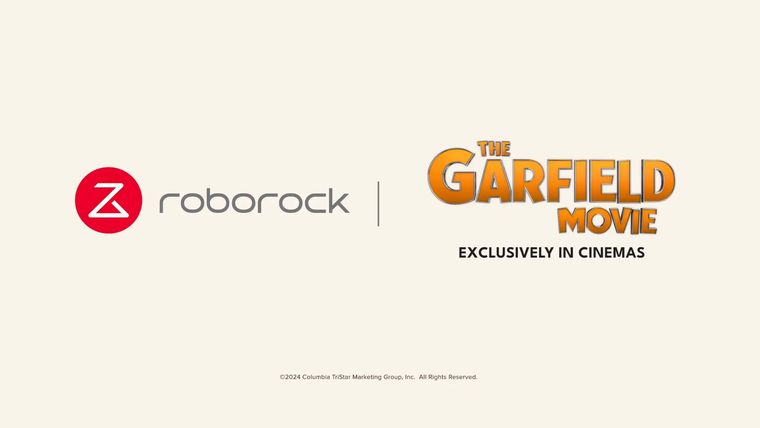 roborock
THE
GARFIELD
MOVIE
EXCLUSIVELY IN CINEMAS
©2024 Columbia TriStar Marketing Group, Inc. All Rights Reserved.